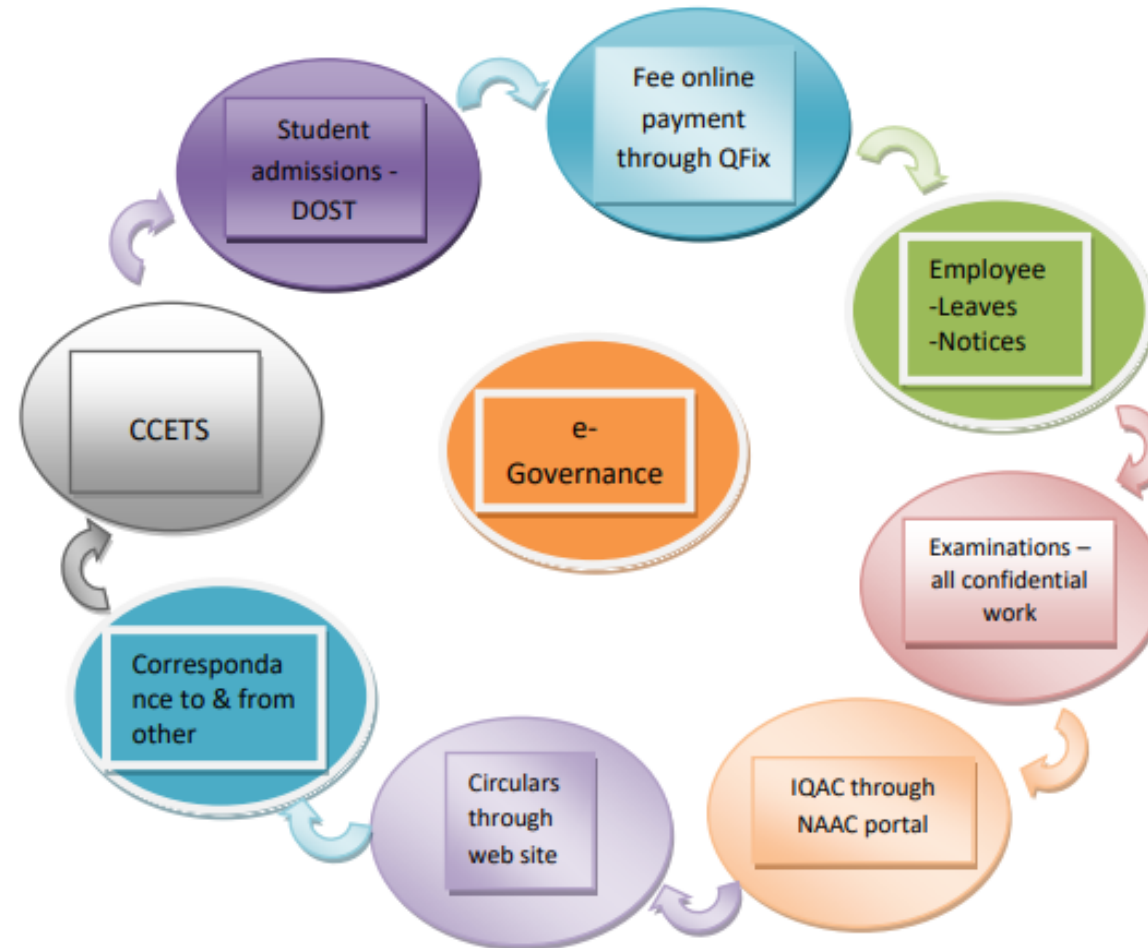 Student
admissions -
DOST
Fee online
payment
through QFix
Employee
-Leaves
-Notices
Examinations –
all confidential
work
IQAC through
NAAC portal
Circulars
through
web site
Corresponda
nce to & from
other
CCETS
e-
Governance